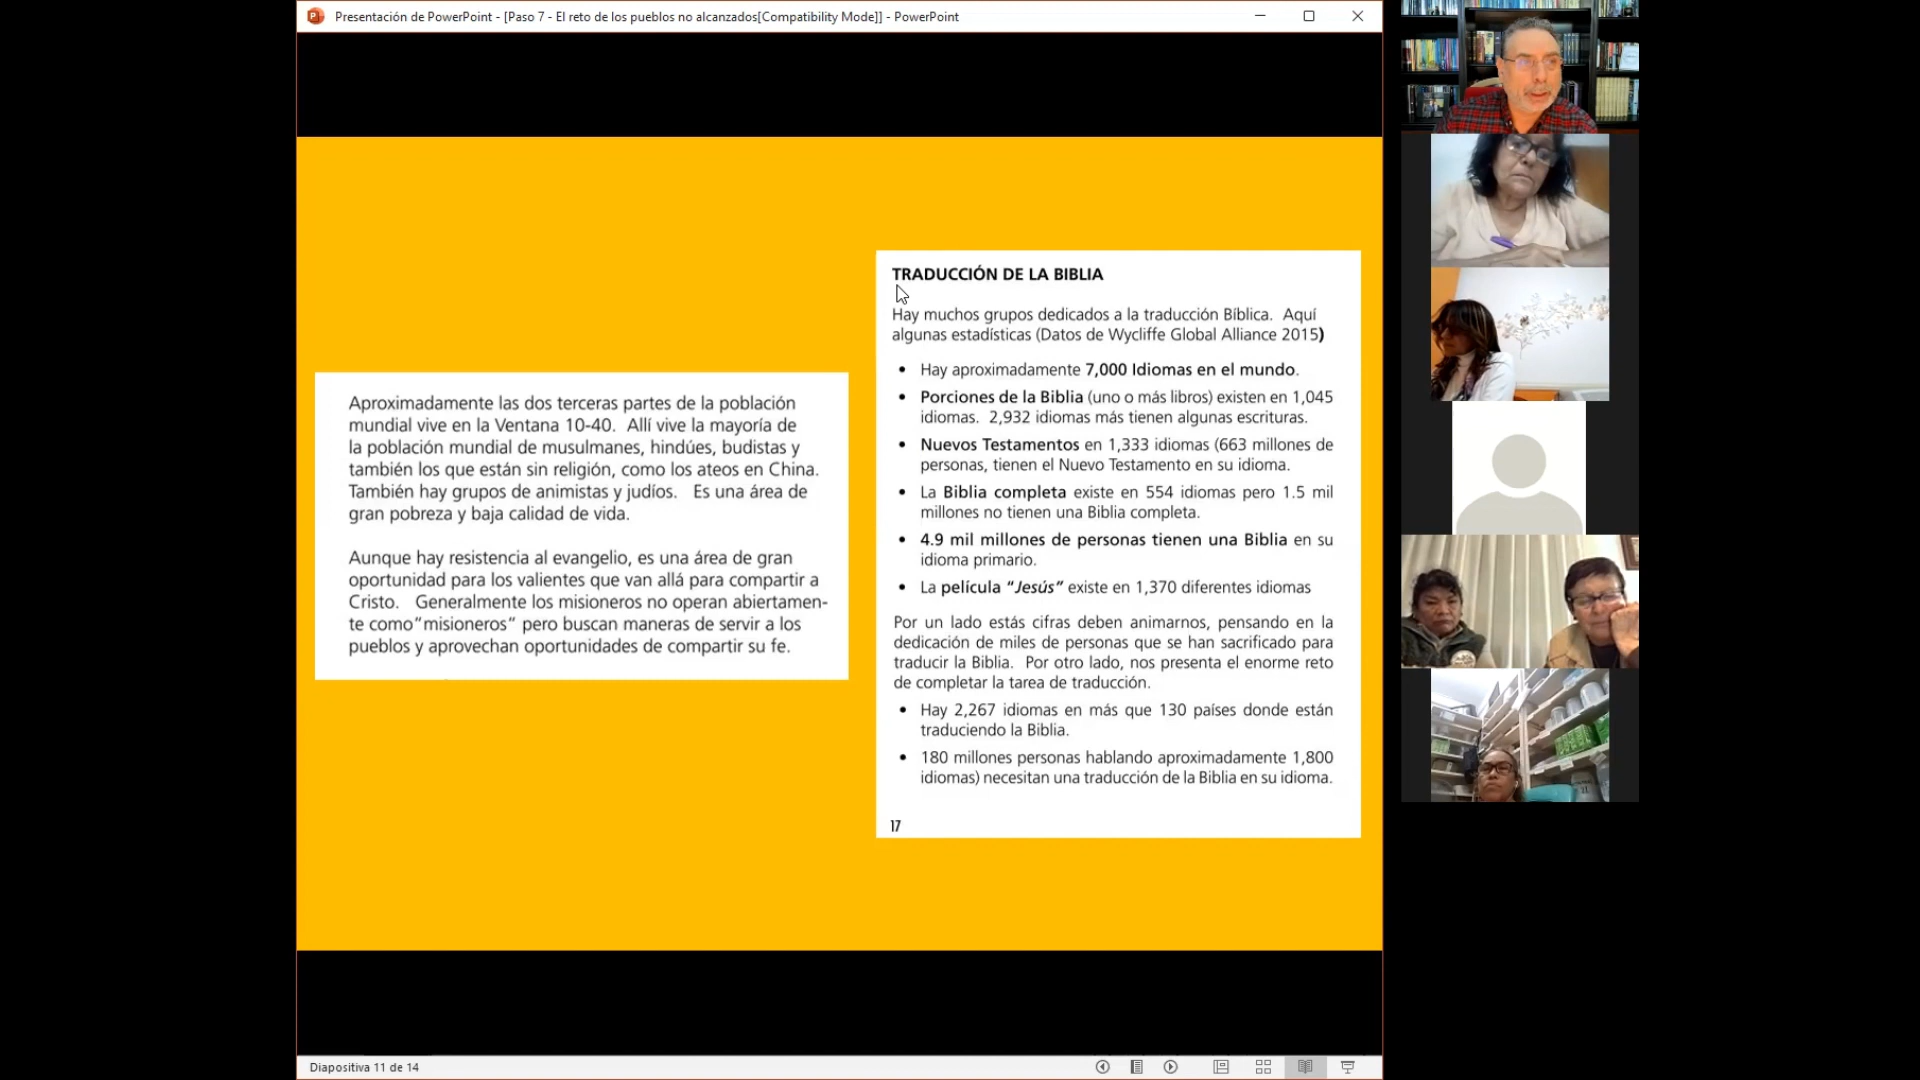 Presentación de PowerPoint - [Paso 7 - El reto de los pueblos no alcanzados[Compatibility Mode]] - PowerPoint
Aproximadamente las dos terceras partes de la población
mundial vive en la Ventana 10-40. Allí vive la mayoría de
la población mundial de musulmanes, hindúes, budistas y
también los que están sin religión, como los ateos en China.
También hay grupos de animistas y judíos. Es una área de
gran pobreza y baja calidad de vida.
Aunque hay resistencia al evangelio, es una área de gran
oportunidad para los valientes que van allá para compartir a
Cristo. Generalmente los misioneros no operan abiertamen-
te como"misioneros" pero buscan maneras de servir a los
pueblos y aprovechan oportunidades de compartir su fe.
TRADUCCIÓN DE LA BIBLIA
Hay muchos grupos dedicados a la traducción Bíblica. Aquí
algunas estadísticas (Datos de Wycliffe Global Alliance 2015)
• Hay aproximadamente 7,000 Idiomas en el mundo.
• Porciones de la Biblia (uno o más libros) existen en 1,045
idiomas. 2,932 idiomas más tienen algunas escrituras.
• Nuevos Testamentos en 1,333 idiomas (663 millones de
personas, tienen el Nuevo Testamento en su idioma.
• La Biblia completa existe en 554 idiomas pero 1.5 mil
millones no tienen una Biblia completa.
• 4.9 mil millones de personas tienen una Biblia en su
idioma primario.
• La película "Jesús" existe en 1,370 diferentes idiomas
Por un lado estás cifras deben animarnos, pensando en la
dedicación de miles de personas que se han sacrificado para
traducir la Biblia. Por otro lado, nos presenta el enorme reto
de completar la tarea de traducción.
• Hay 2,267 idiomas en más que 130 países donde están
traduciendo la Biblia.
• 180 millones personas hablando aproximadamente 1,800
idiomas) necesitan una traducción de la Biblia en su idioma.
17
Diapositiva 11 de 14